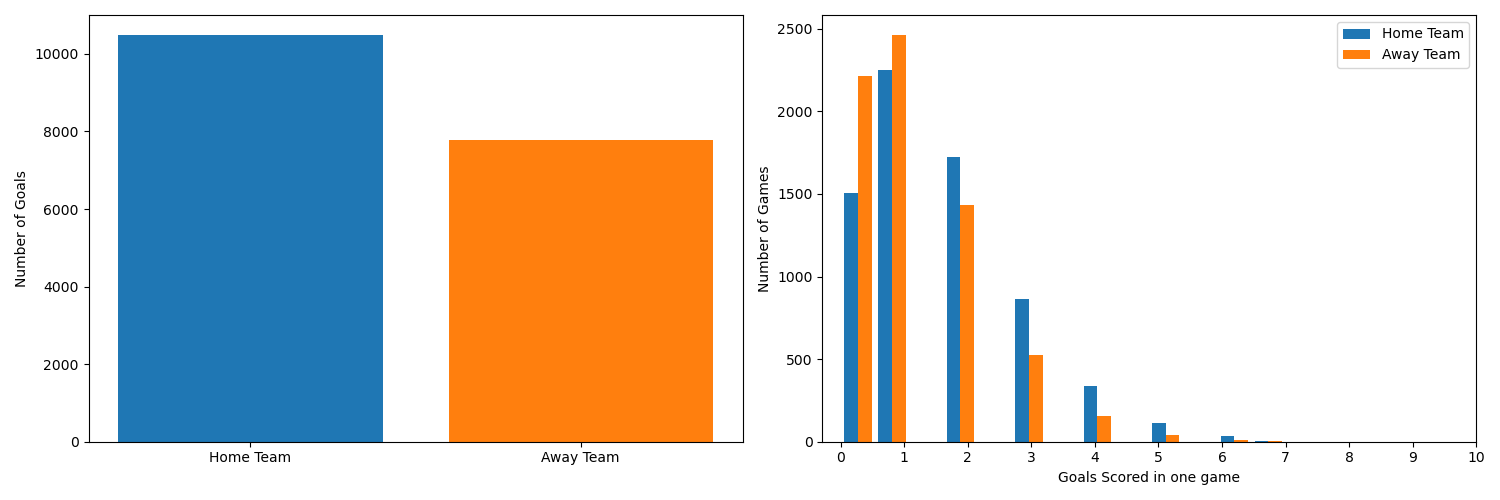 Number of Goals
10000
8000
6000
4000
2000
0
Home Team
Away Team
Number of Games
2500
2000
1500
1000
500
0
Home Team
Away Team
0 1 2 3 4 5 6 7 8 9 10
Goals Scored in one game